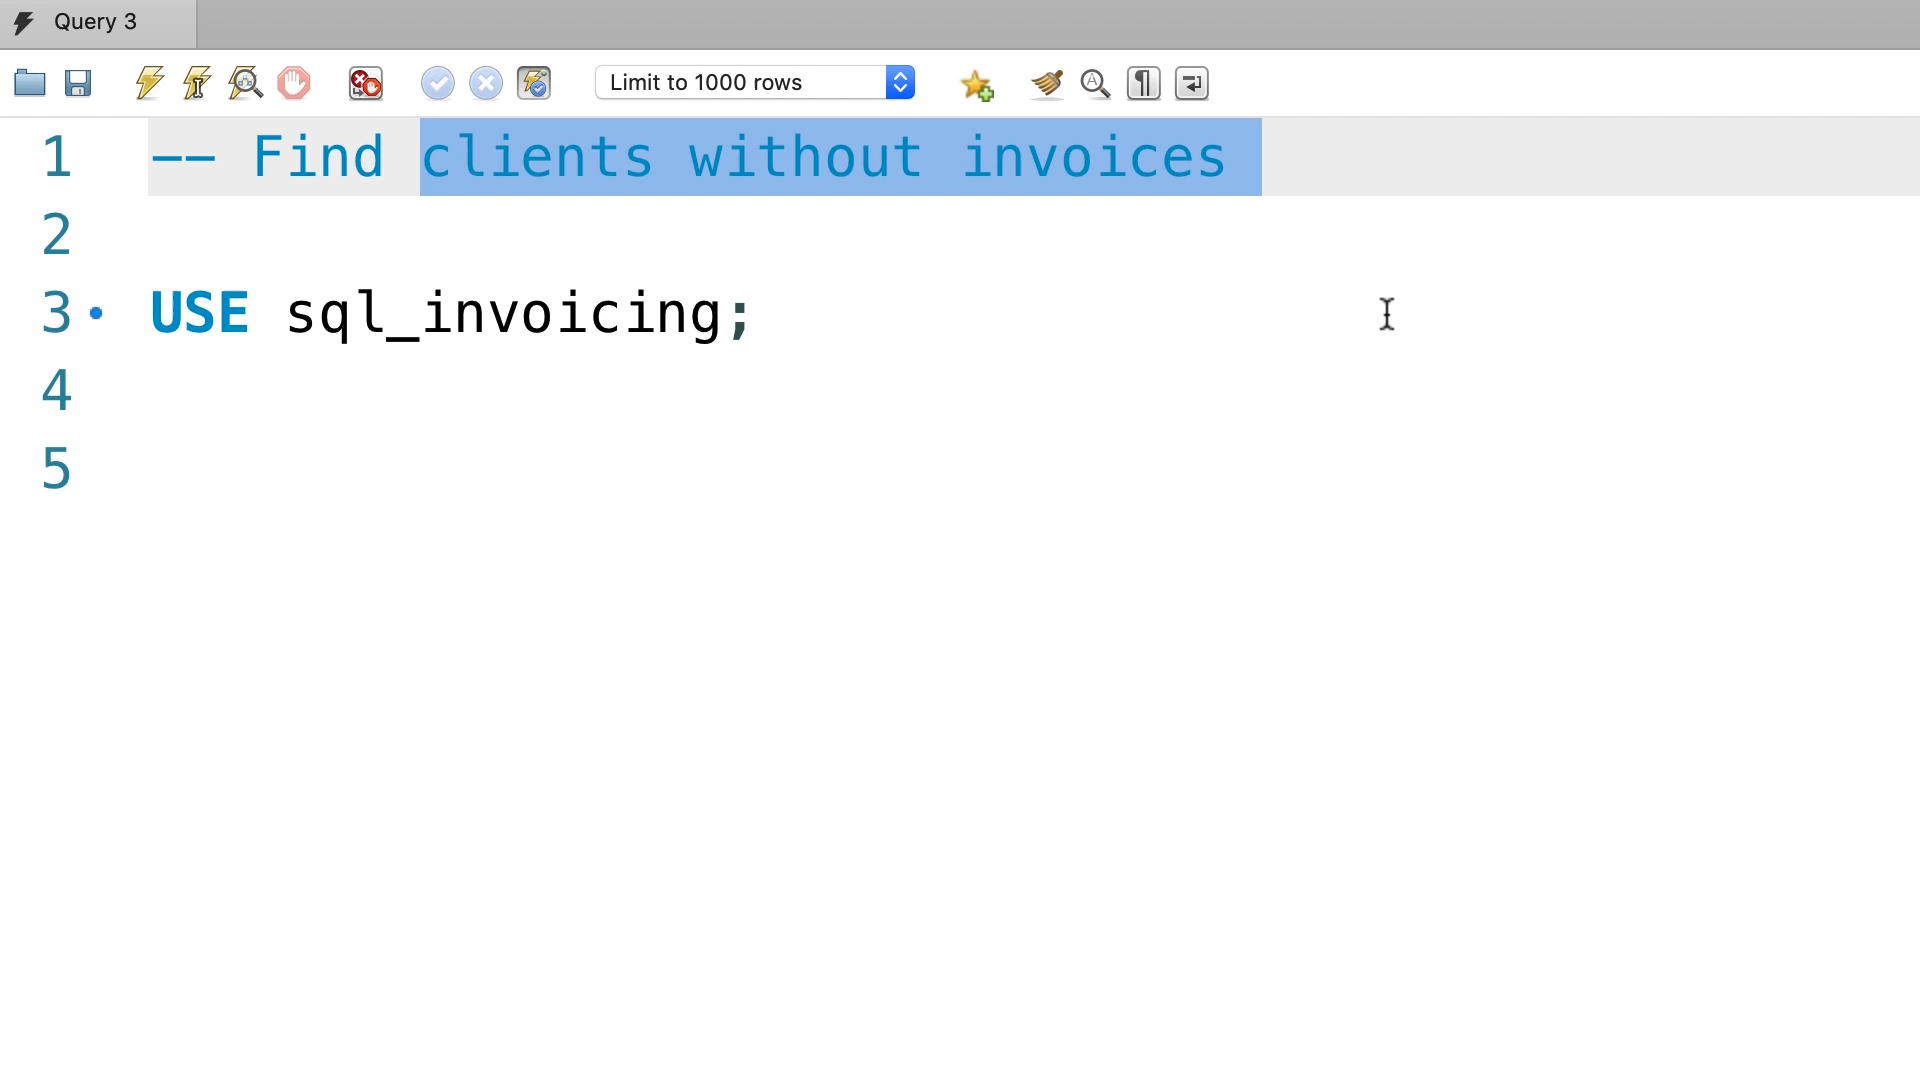 Query 3
Limit to 1000 rows
1 -- Find clients without invoices
2
3 USE sql_invoicing;
4
5